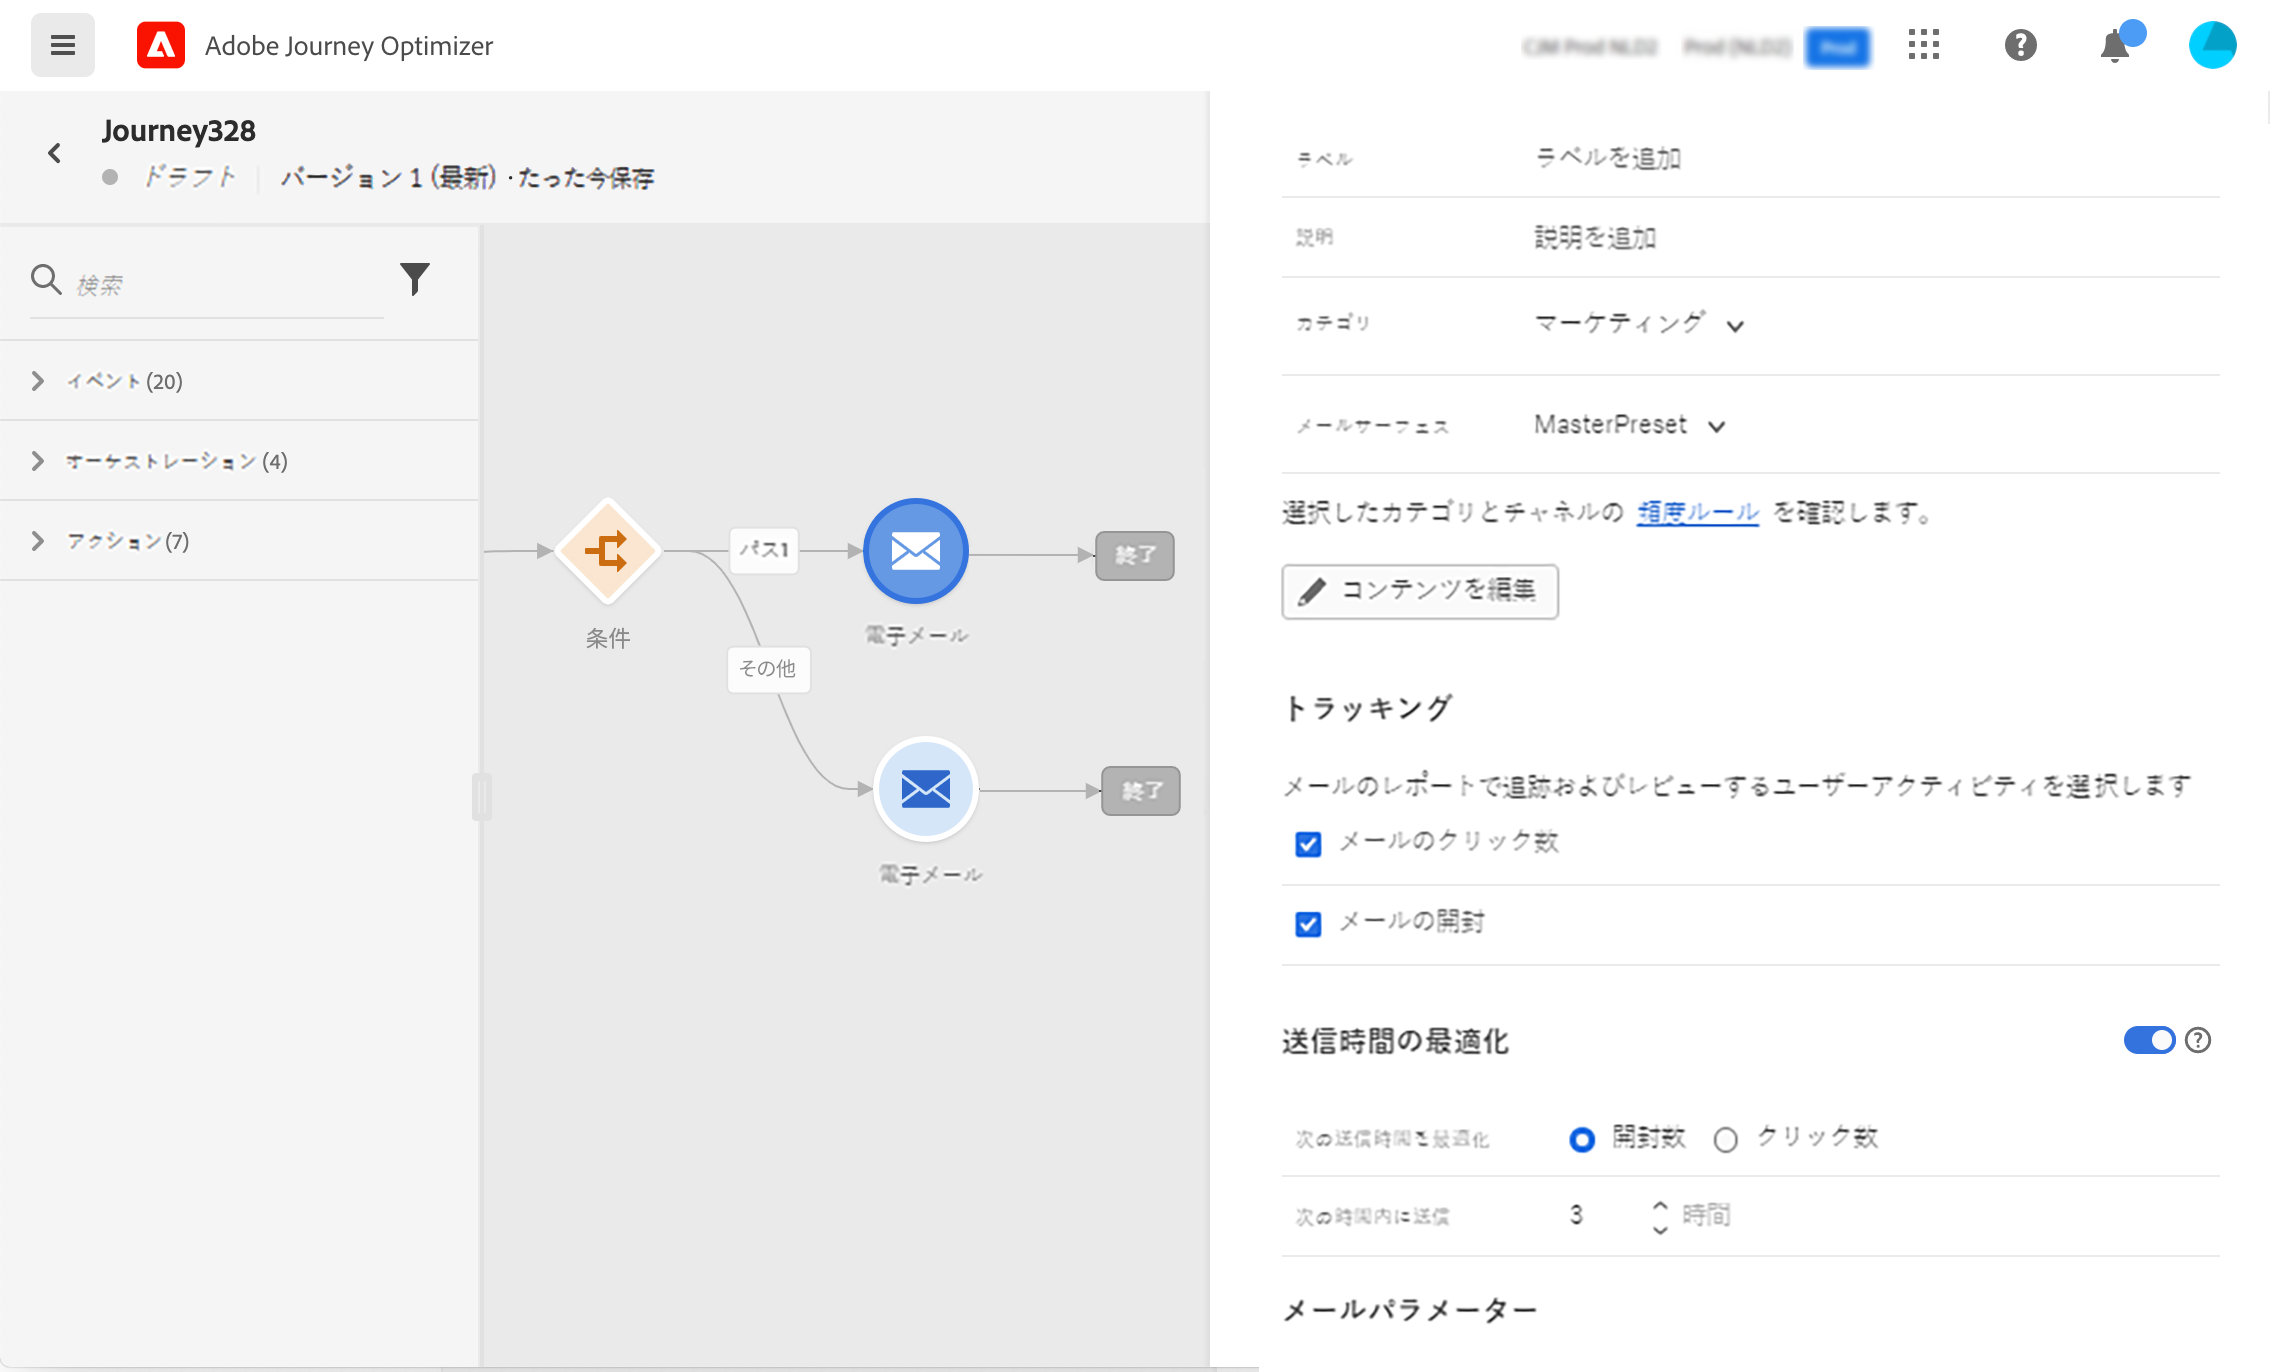 Adobe Journey Optimizer
CJM Prod NLD2 Prod (NLD2) Prod
Journey328
ドラフト バージョン 1 (最新) · たった今保存
検索
イベント (20)
オーケストレーション (4)
アクション (7)
条件
パス1
その他
電子メール
終了
電子メール
終了
ラベル ラベルを追加
説明 説明を追加
カテゴリ マーケティング
メールサーフェス MasterPreset
選択したカテゴリとチャネルの 頻度ルール を確認します。
コンテンツを編集
トラッキング
メールのレポートで追跡およびレビューするユーザーアクティビティを選択します
メールのクリック数
メールの開封
送信時間の最適化
次の送信時間を最適化 開封数 クリック数
次の時間内に送信 3 時間
メールパラメーター